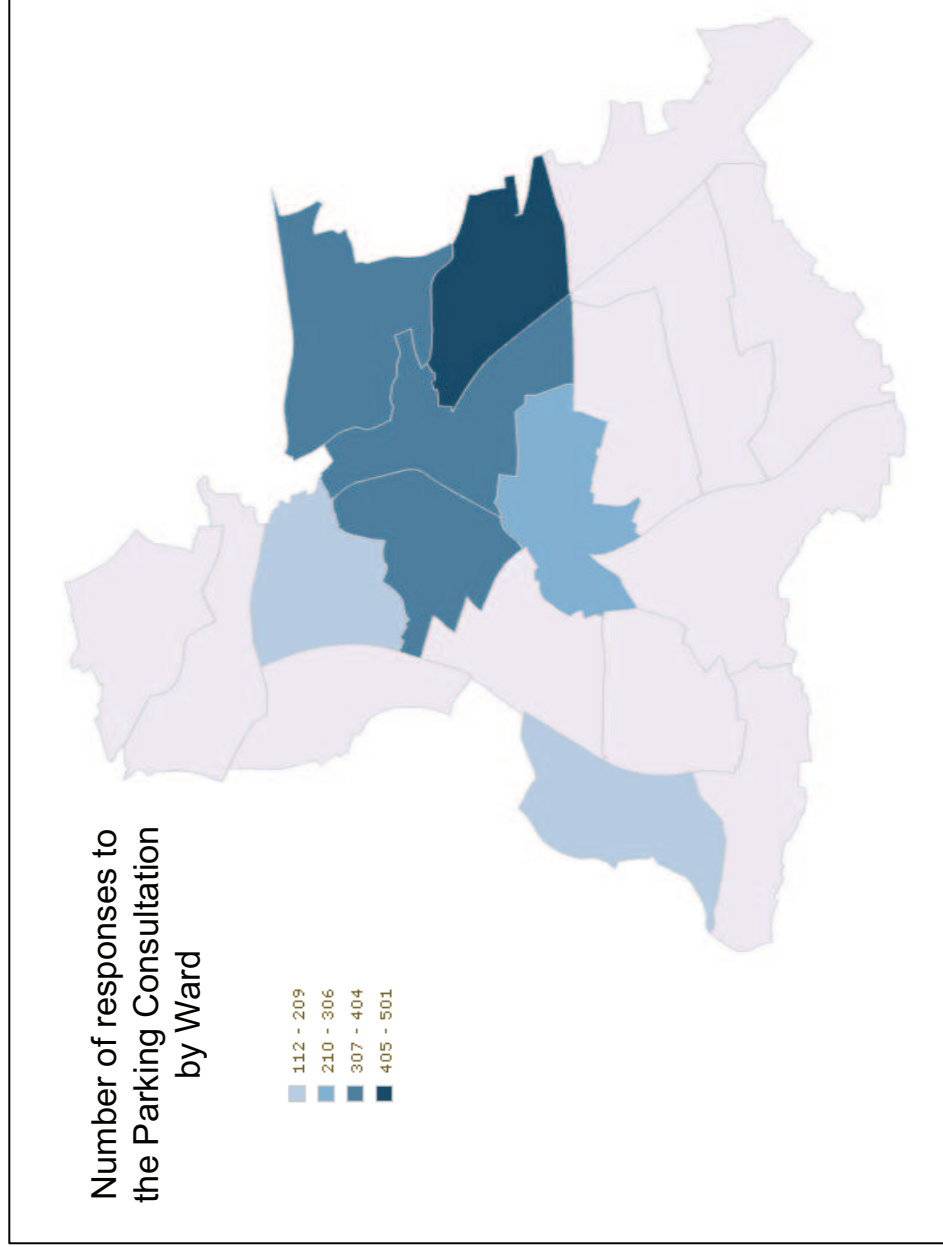 Number of responses to
the Parking Consultation
by Ward
112 - 209
210 - 306
307 - 404
405 - 501